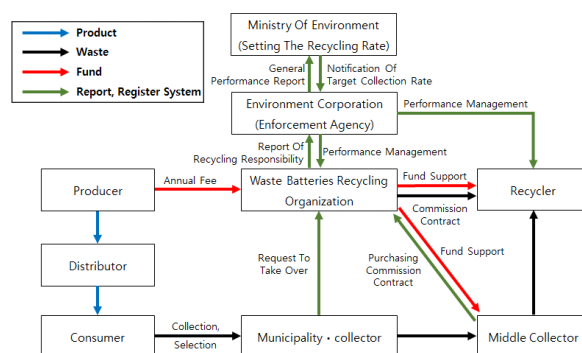 Product
Waste
Fund
Report, Register System
Ministry Of Environment
(Setting The Recycling Rate)
General
Performance Report
Notification Of
Target Collection Rate
Environment Corporation
(Enforcement Agency)
Performance Management
Report Of
Recycling Responsibility
Performance Management
Producer
Annual Fee
Waste Batteries Recycling
Organization
Fund Support
Commission
Contract
Recycler
Distributor
Request To
Take Over
Purchasing
Commission
Contract
Fund Support
Consumer
Collection,
Selection
Municipality・collector
Middle Collector